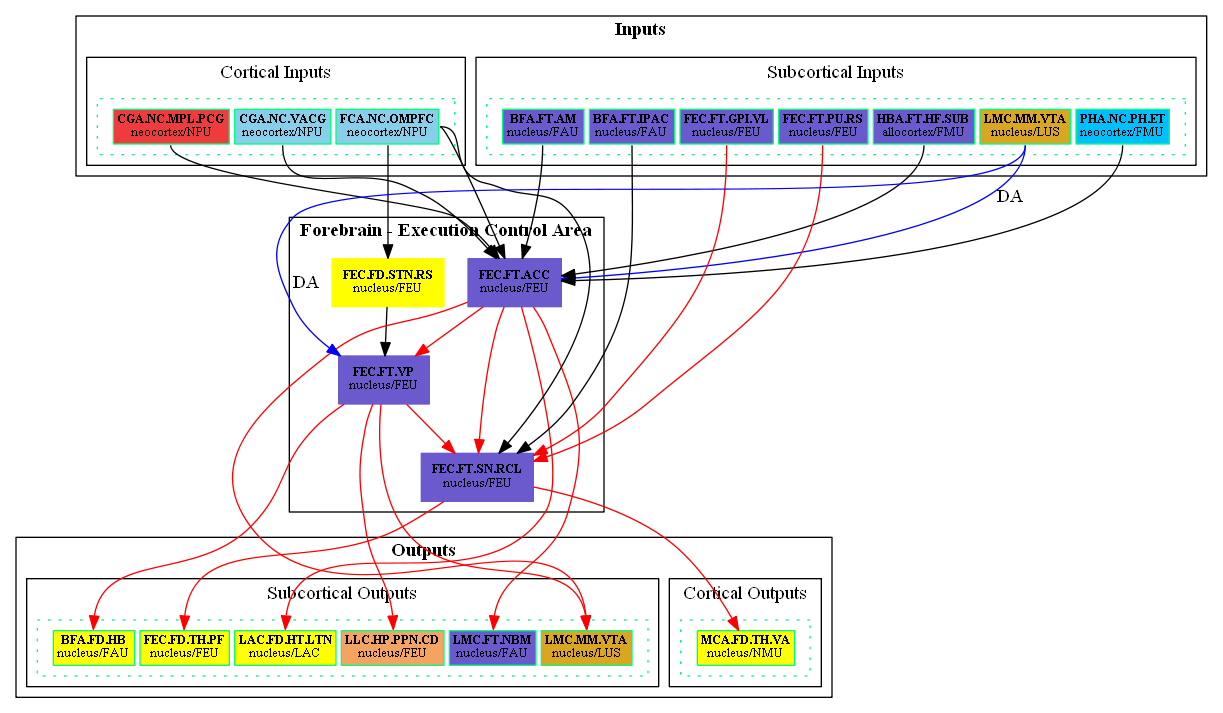 Inputs
Cortical Inputs
Subcortical Inputs
CGA.NC.MPL.PCG
neocortex/NPU
CGA.NC.VACG
neocortex/NPU
FCA.NC.OMPFC
neocortex/NPU
BFA.FT.AM
nucleus/FAU
BFA.FT.IPAC
nucleus/FAU
FEC.FT.GPI.VL
nucleus/FEU
FEC.FT.PU.RS
nucleus/FEU
HBA.FT.HF.SUB
allocortex/FMU
LMC.MM.VTA
nucleus/LUS
PHA.NC.PH.ET
neocortex/FMU
DA
Forebrain - Execution Control Area
FEC.FD.STN.RS
nucleus/FEU
FEC.FT.ACC
nucleus/FEU
DA
FEC.FT.VP
nucleus/FEU
FEC.FT.SN.RCL
nucleus/FEU
Outputs
Subcortical Outputs
Cortical Outputs
BFA.FD.HB
nucleus/FAU
FEC.FD.TH.PF
nucleus/FEU
LAC.FD.HT.LTN
nucleus/LAC
LLC.HP.PPN.CD
nucleus/FEU
LMC.FT.NBM
nucleus/FAU
LMC.MM.VTA
nucleus/LUS
MCA.FD.TH.VA
nucleus/NMU